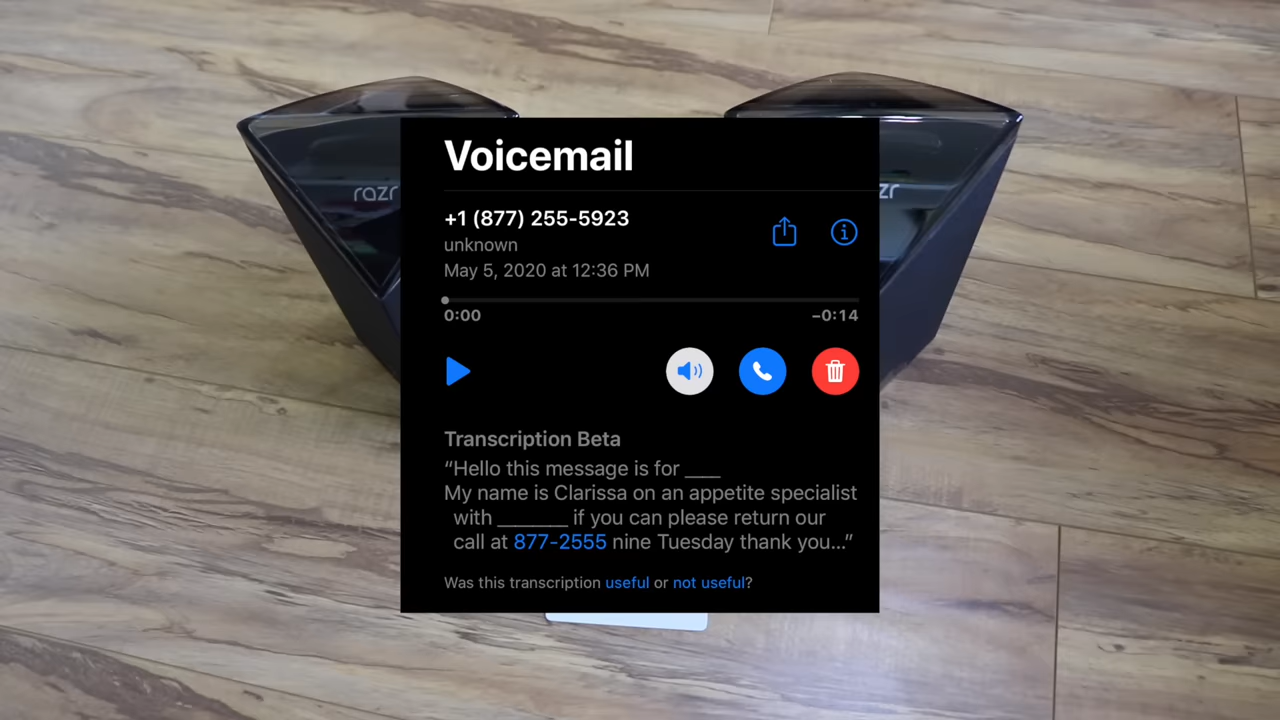 Voicemail
razr
zr
+1 (877) 255-5923
unknown
May 5, 2020 at 12:36 PM
0:00
−0:14
Transcription Beta
“Hello this message is for ____
My name is Clarissa on an appetite specialist
with _______ if you can please return our
call at 877-2555 nine Tuesday thank you...”
Was this transcription useful or not useful?